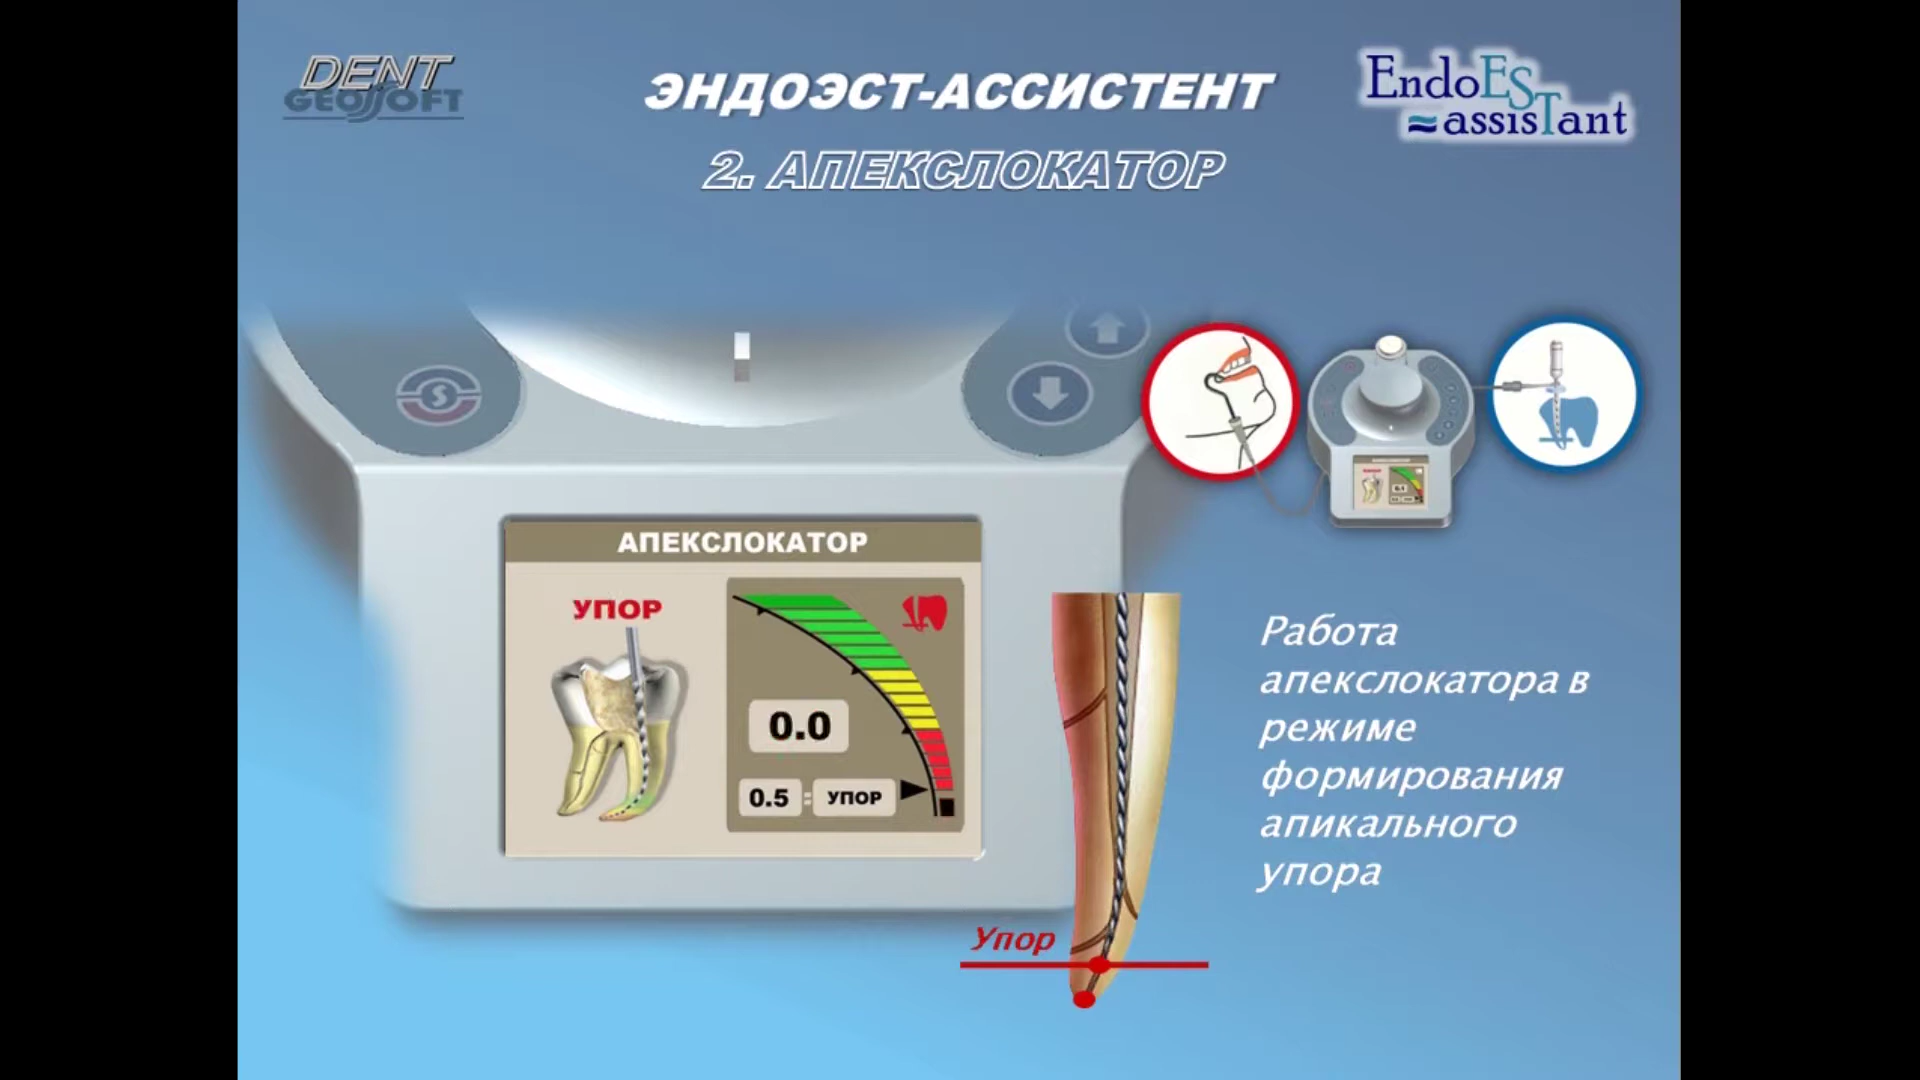 DENT
GEOSOFT
ЭНДОЭСТ-АССИСТЕНТ
2. АПЕКСЛОКАТОР
EndoEST
assisTant
S
АПЕКСЛОКАТОР
УПОР
0.0
0.5 : УПОР
Работа
апекслокатора в
режиме
формирования
апикального
упора
Упор